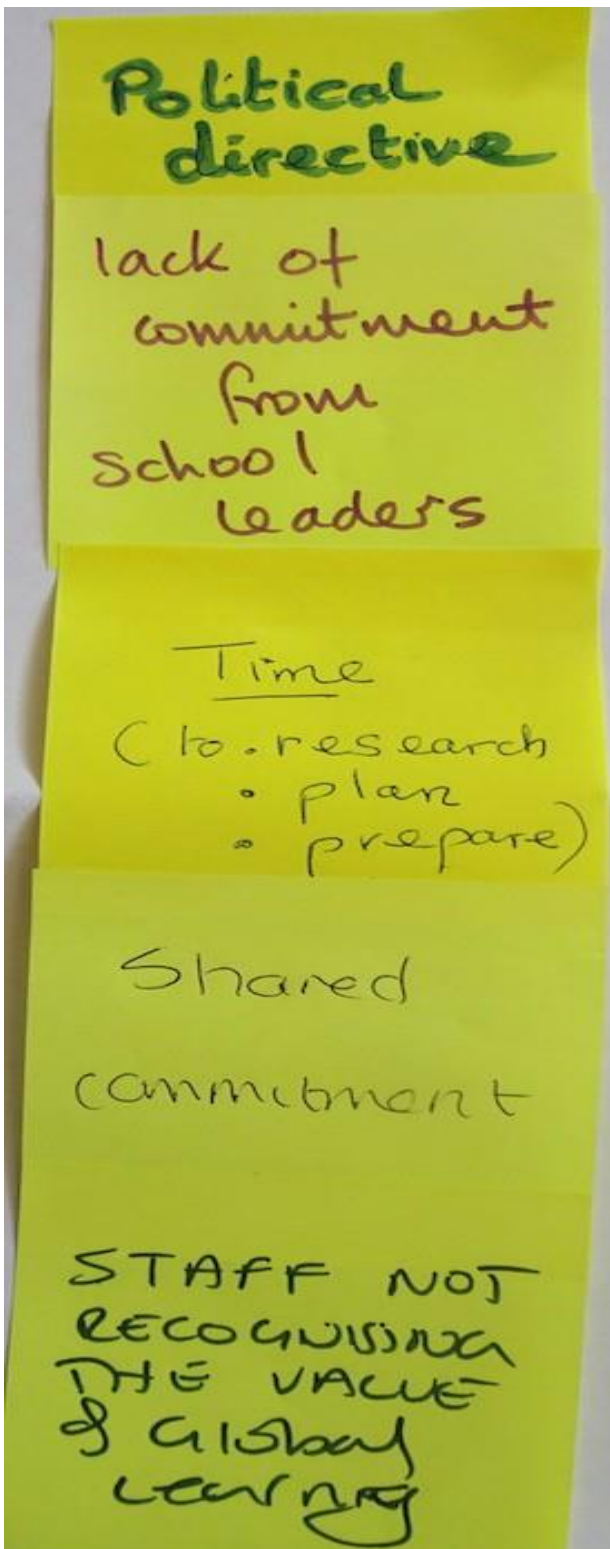 Political
directive
lack of
commitment
from
school
leaders
Time
( to • research
• plan
• prepare)
Shared
commitment
STAFF NOT
RECOGNISING
THE VALUE
of Global
Learning